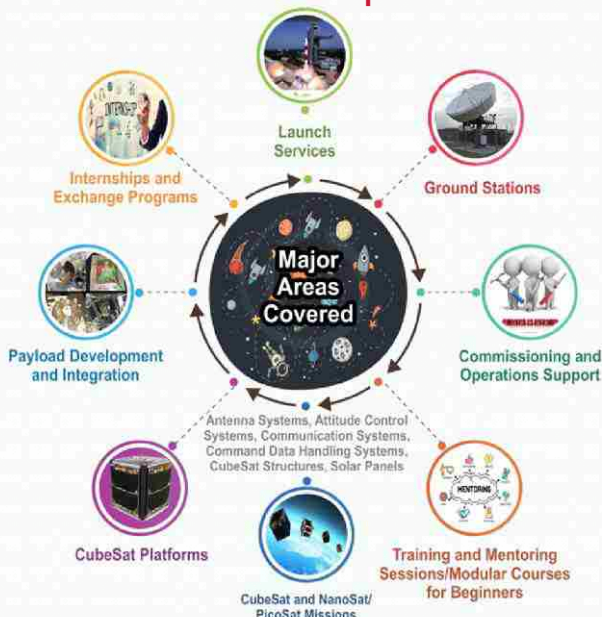 Launch
Services
INTERNSHIP
Internships and
Exchange Programs
Ground Stations
Major
Areas
Covered
Payload Development
and Integration
Commissioning and
Operations Support
Antenna Systems, Attitude Control
Systems, Communication Systems,
Command Data Handling Systems,
CubeSat Structures, Solar Panels
MENTORING
CubeSat Platforms
Training and Mentoring
Sessions/Modular Courses
for Beginners
CubeSat and NanoSat/
PicoSat Missions